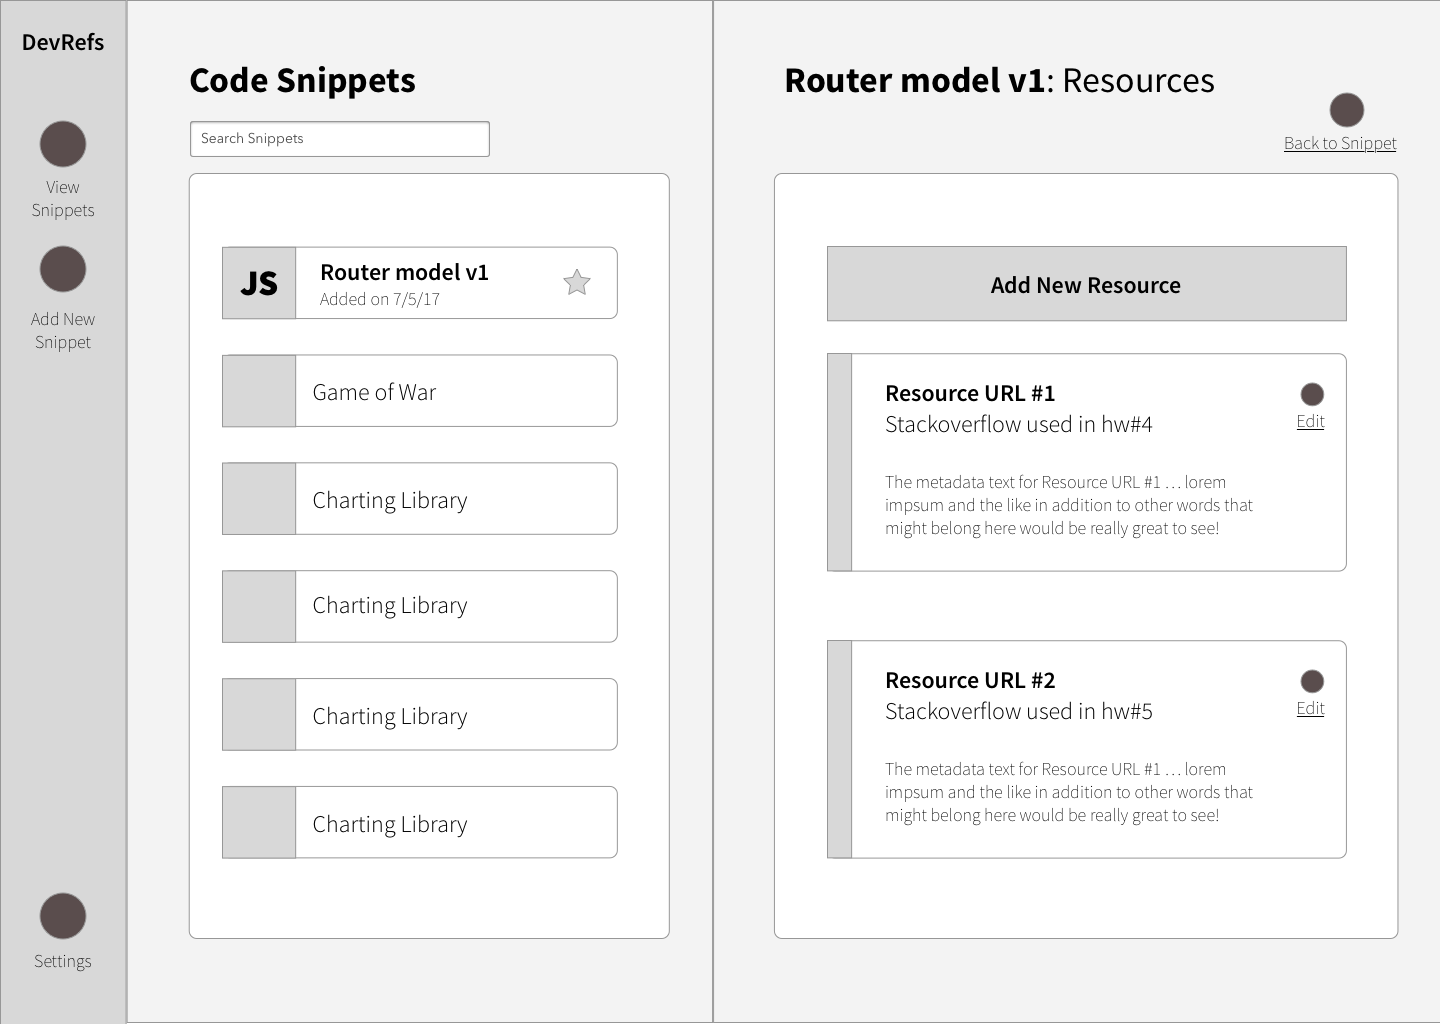 DevRefs
View
Snippets
Add New
Snippet
Settings
Code Snippets
Search Snippets
JS
Router model v1
Added on 7/5/17
Game of War
Charting Library
Charting Library
Charting Library
Charting Library
Router model v1: Resources
Back to Snippet
Add New Resource
Resource URL #1
Stackoverflow used in hw#4
Edit
The metadata text for Resource URL #1 … lorem
impsum and the like in addition to other words that
might belong here would be really great to see!
Resource URL #2
Stackoverflow used in hw#5
Edit
The metadata text for Resource URL #1 … lorem
impsum and the like in addition to other words that
might belong here would be really great to see!